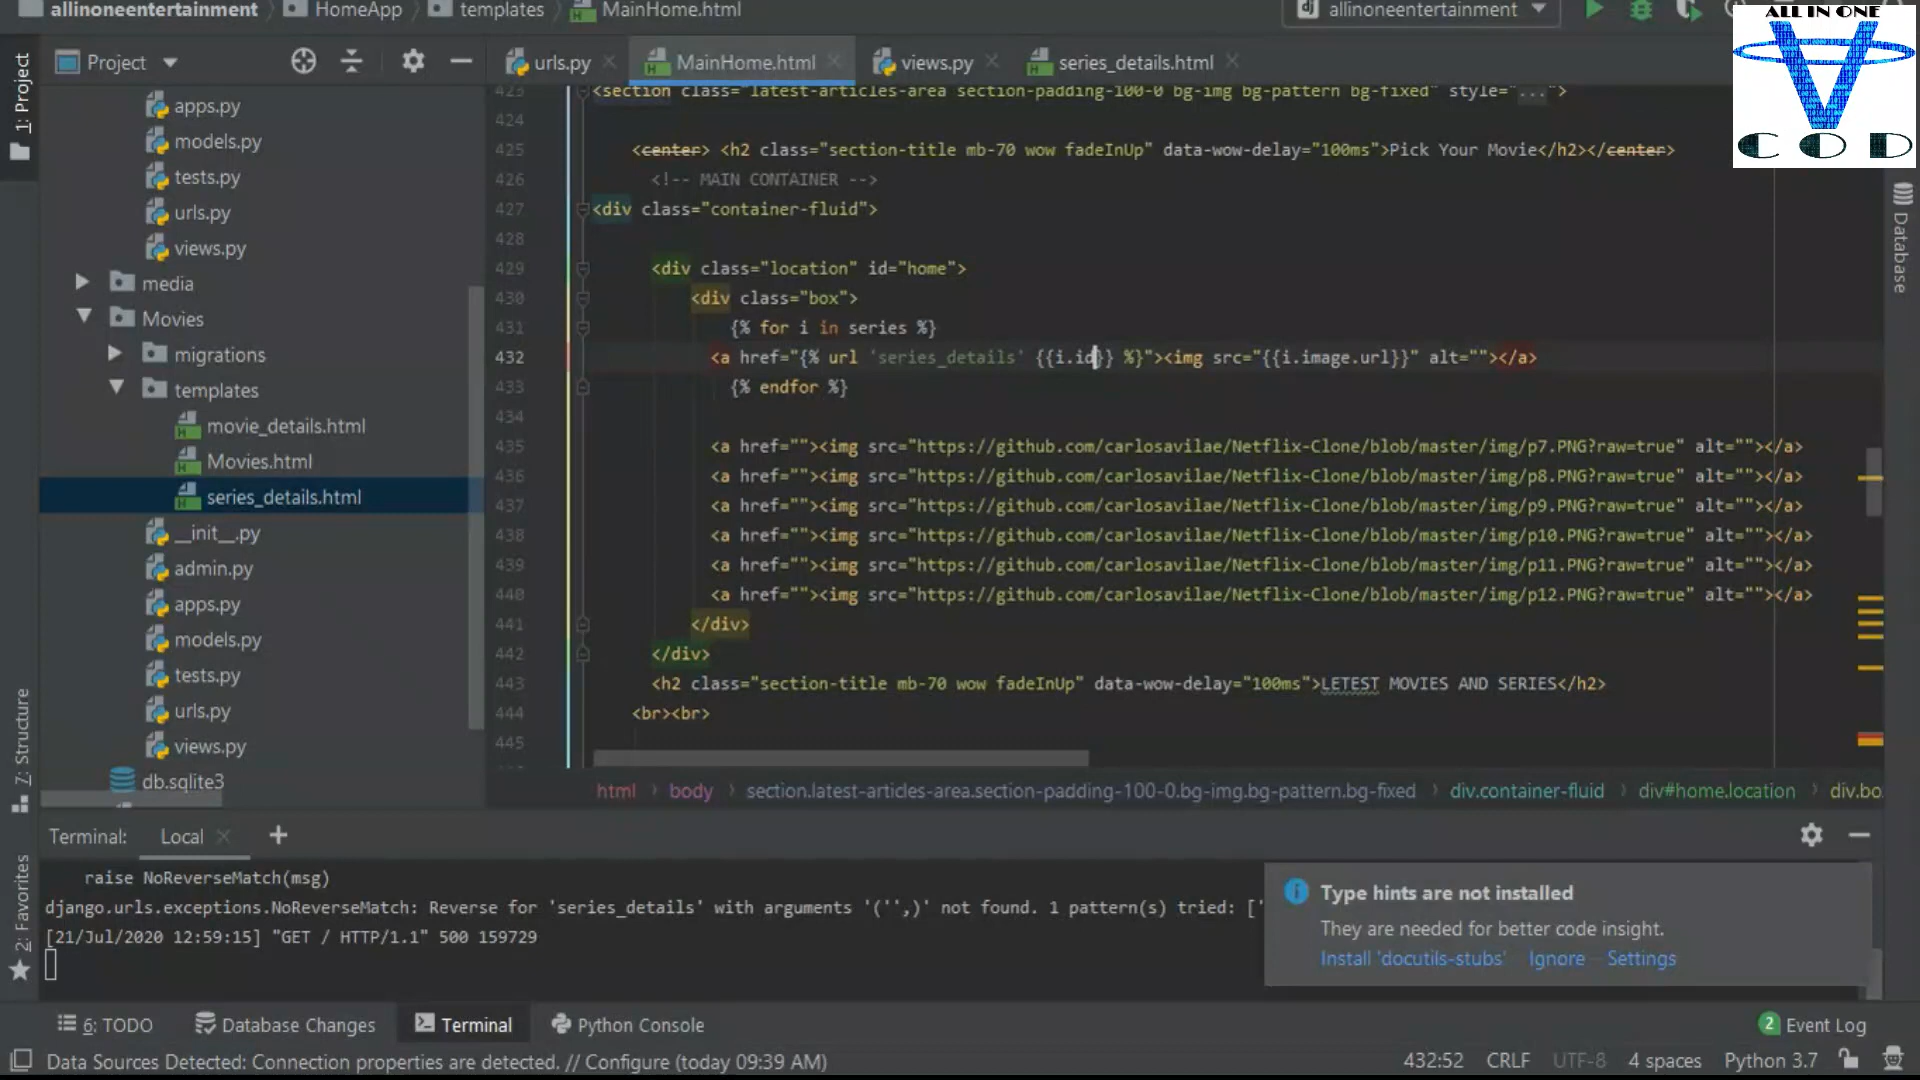 allinoneentertainment HomeApp templates MainHome.html allinoneentertainment
ALL IN ONE
COD
1: Project
Project
urls.py MainHome.html views.py series_details.html
Database
apps.py
models.py
tests.py
urls.py
views.py
media
Movies
migrations
templates
movie_details.html
Movies.html
series_details.html
__init__.py
admin.py
apps.py
models.py
tests.py
urls.py
views.py
db.sqlite3
423 <section class="latest-articles-area section-padding-100-0 bg-img bg-pattern bg-fixed" style="...">
424
425 <center> <h2 class="section-title mb-70 wow fadeInUp" data-wow-delay="100ms">Pick Your Movie</h2></center>
426 <!-- MAIN CONTAINER -->
427 <div class="container-fluid">
428
429 <div class="location" id="home">
430 <div class="box">
431 {% for i in series %}
432 <a href="{% url 'series_details' {{i.id}} %}"><img src="{{i.image.url}}" alt=""></a>
433 {% endfor %}
434
435 <a href=""><img src="https://github.com/carlosavilae/Netflix-Clone/blob/master/img/p7.PNG?raw=true" alt=""></a>
436 <a href=""><img src="https://github.com/carlosavilae/Netflix-Clone/blob/master/img/p8.PNG?raw=true" alt=""></a>
437 <a href=""><img src="https://github.com/carlosavilae/Netflix-Clone/blob/master/img/p9.PNG?raw=true" alt=""></a>
438 <a href=""><img src="https://github.com/carlosavilae/Netflix-Clone/blob/master/img/p10.PNG?raw=true" alt=""></a>
439 <a href=""><img src="https://github.com/carlosavilae/Netflix-Clone/blob/master/img/p11.PNG?raw=true" alt=""></a>
440 <a href=""><img src="https://github.com/carlosavilae/Netflix-Clone/blob/master/img/p12.PNG?raw=true" alt=""></a>
441 </div>
442 </div>
443 <h2 class="section-title mb-70 wow fadeInUp" data-wow-delay="100ms">LETEST MOVIES AND SERIES</h2>
444 <br><br>
445
html body section.latest-articles-area.section-padding-100-0.bg-img.bg-pattern.bg-fixed div.container-fluid div#home.location div.bo
7: Structure
2: Favorites
Terminal: Local
raise NoReverseMatch(msg)
django.urls.exceptions.NoReverseMatch: Reverse for 'series_details' with arguments '('',)' not found. 1 pattern(s) tried: ['
[21/Jul/2020 12:59:15] "GET / HTTP/1.1" 500 159729
Type hints are not installed
They are needed for better code insight.
Install 'docutils-stubs' Ignore Settings
6: TODO Database Changes Terminal Python Console 2 Event Log
Data Sources Detected: Connection properties are detected. // Configure (today 09:39 AM) 432:52 CRLF UTF-8 4 spaces Python 3.7